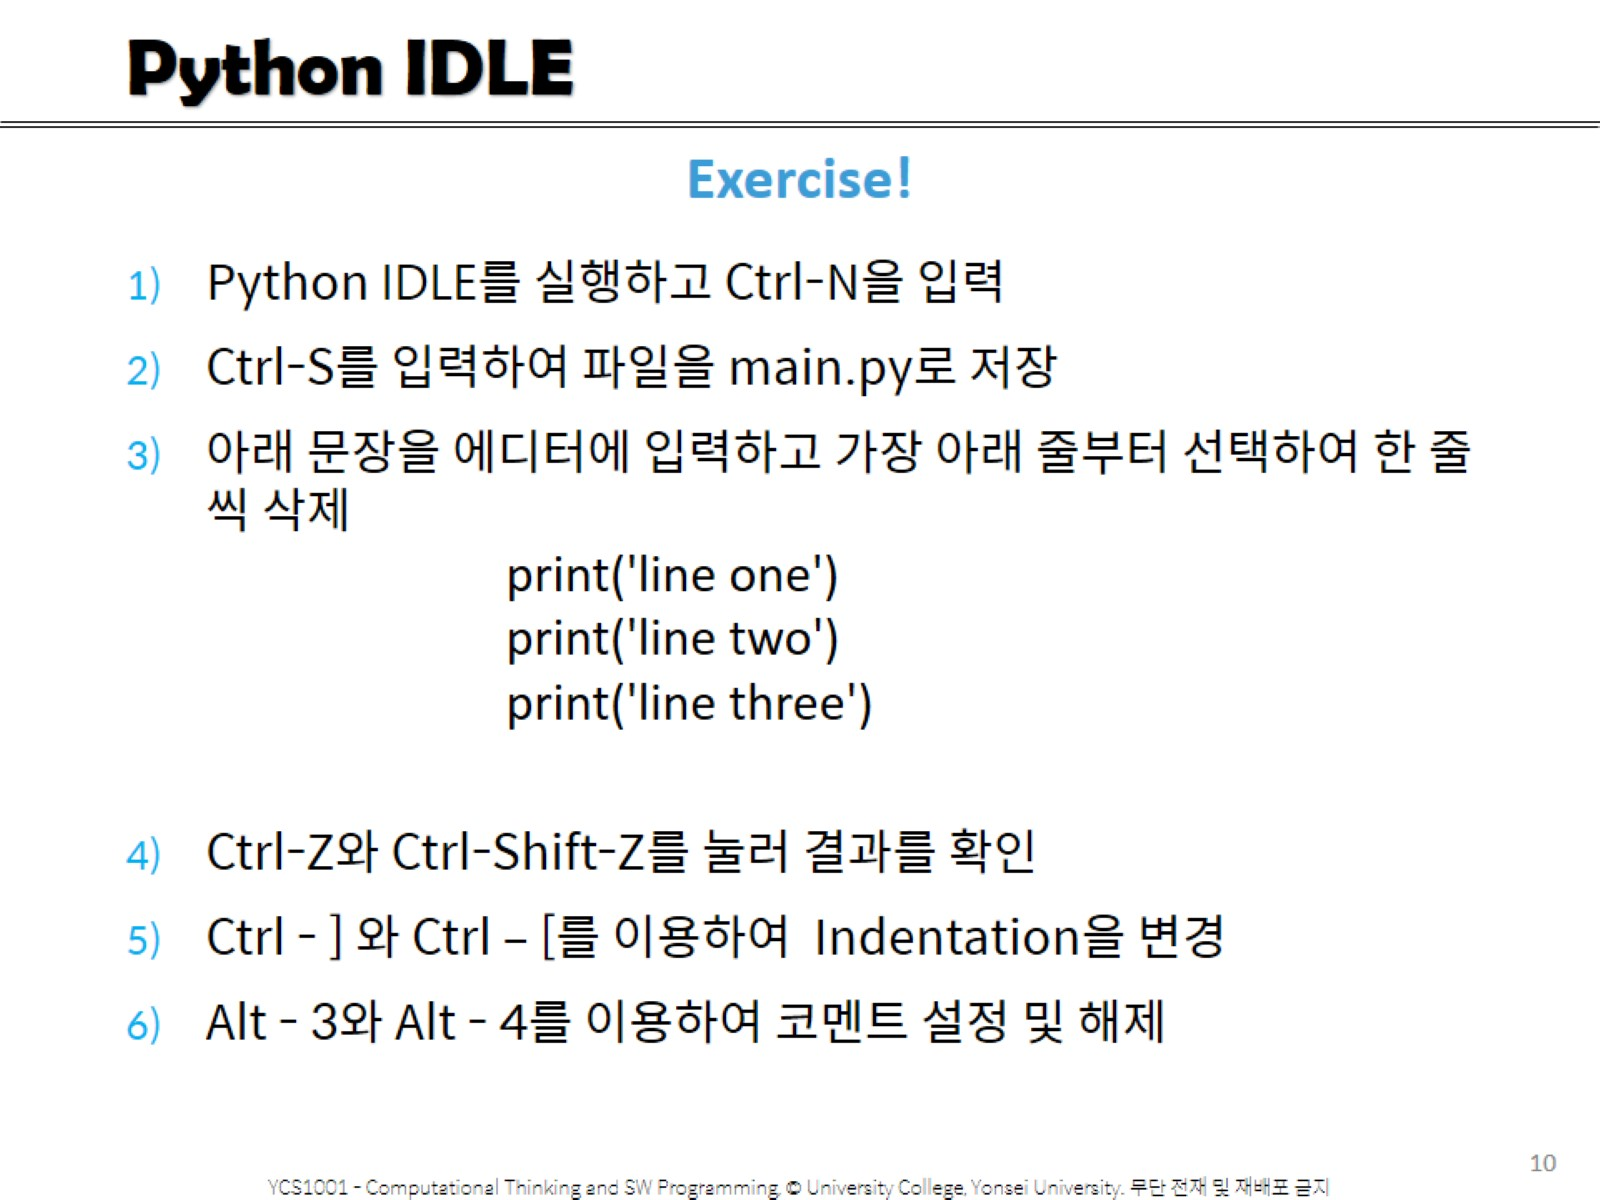 Python IDLE
Exercise!
1) Python IDLE를 실행하고 Ctrl-N을 입력
2) Ctrl-S를 입력하여 파일을 main.py로 저장
3) 아래 문장을 에디터에 입력하고 가장 아래 줄부터 선택하여 한 줄
씩 삭제
print('line one')
print('line two')
print('line three')
4) Ctrl-Z와 Ctrl-Shift-Z를 눌러 결과를 확인
5) Ctrl - ] 와 Ctrl – [를 이용하여 Indentation을 변경
6) Alt - 3와 Alt - 4를 이용하여 코멘트 설정 및 해제
10
YCS1001 - Computational Thinking and SW Programming, © University College, Yonsei University. 무단 전재 및 재배포 금지